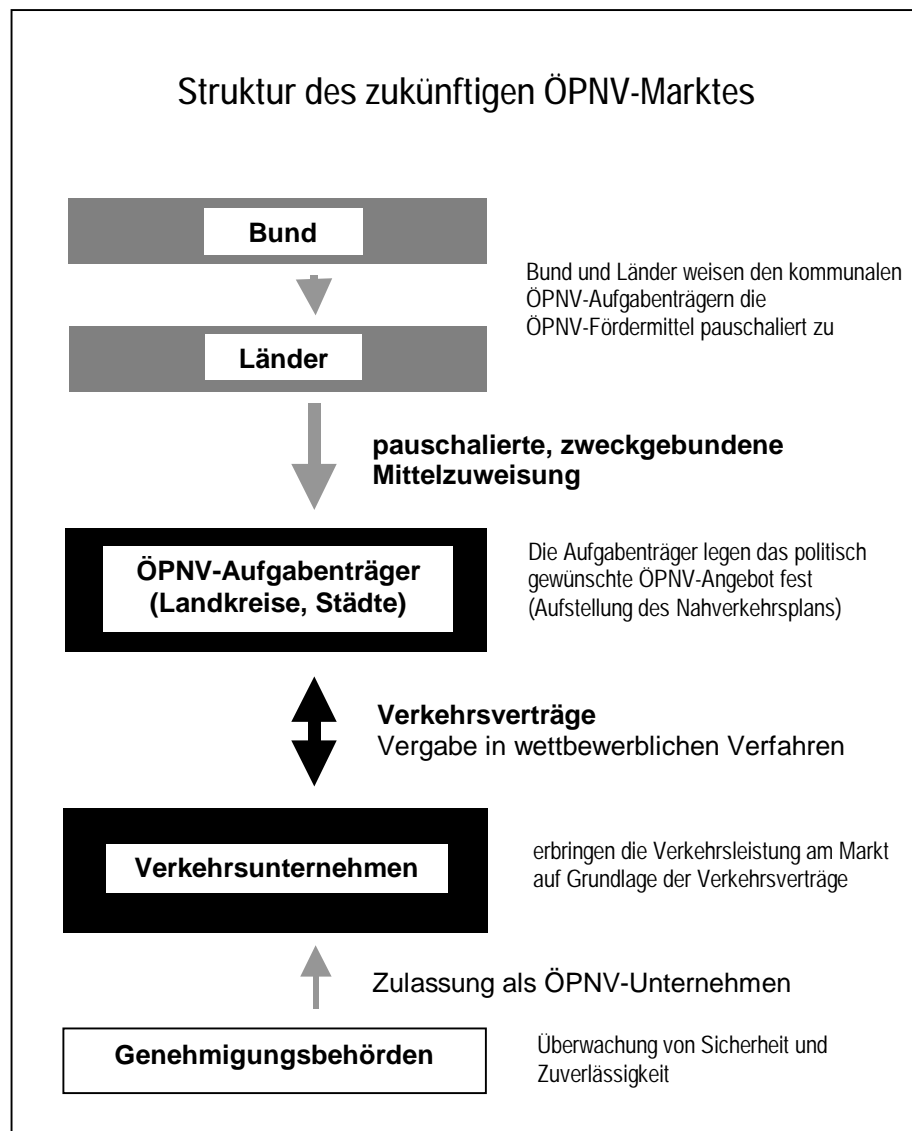 Struktur des zukünftigen ÖPNV-Marktes
Bund
Bund und Länder weisen den kommunalen
ÖPNV-Aufgabenträgern die
ÖPNV-Fördermittel pauschaliert zu
Länder
pauschalierte, zweckgebundene
Mittelzuweisung
ÖPNV-Aufgabenträger
(Landkreise, Städte)
Die Aufgabenträger legen das politisch
gewünschte ÖPNV-Angebot fest
(Aufstellung des Nahverkehrsplans)
Verkehrsverträge
Vergabe in wettbewerblichen Verfahren
Verkehrsunternehmen
erbringen die Verkehrsleistung am Markt
auf Grundlage der Verkehrsverträge
Zulassung als ÖPNV-Unternehmen
Genehmigungsbehörden
Überwachung von Sicherheit und
Zuverlässigkeit